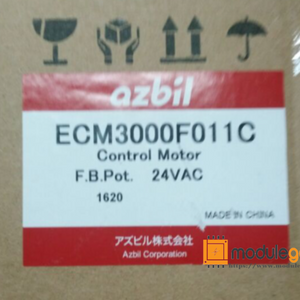 azbil
ECM3000F011C
Control Motor
F.B.Pot. 24VAC
1620
MADE IN CHINA
アズビル株式会社
Azbil Corporation